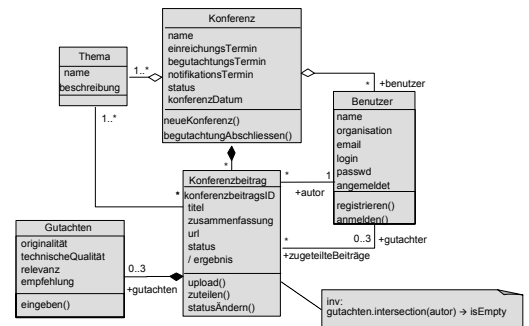 Konferenz
name
einreichungsTermin
begutachtungsTermin
notifikationsTermin
status
konferenzDatum
neueKonferenz()
begutachtungAbschliessen()
Thema
name
beschreibung
1..*
1..*
*
+benutzer
Benutzer
name
organisation
email
login
passwd
angemeldet
registrieren()
anmelden()
*
*
1
+autor
Konferenzbeitrag
konferenzbeitragsID
titel
zusammenfassung
url
status
/ ergebnis
upload()
zuteilen()
statusÄndern()
*
*
+zugeteilteBeiträge
0..3
+gutachter
Gutachten
originalität
technischeQualität
relevanz
empfehlung
eingeben()
0..3
+gutachten
inv:
gutachten.intersection(autor) → isEmpty